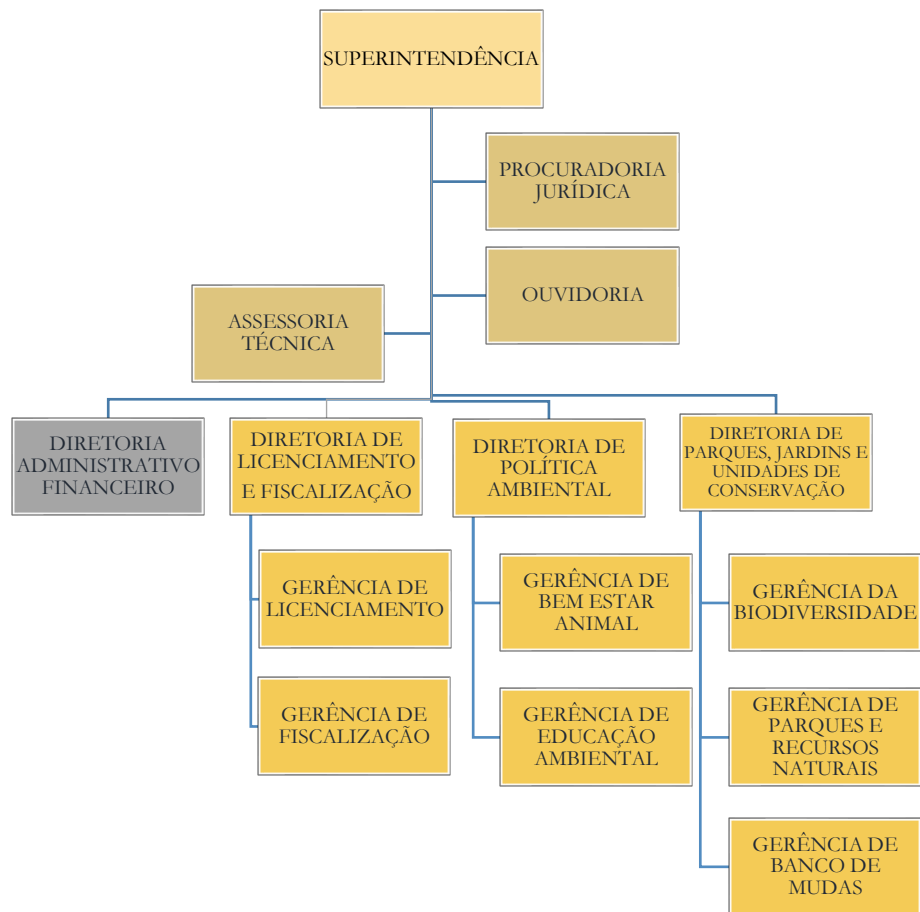 SUPERINTENDÊNCIA
PROCURADORIA
JURÍDICA
OUVIDORIA
ASSESSORIA
TÉCNICA
DIRETORIA
ADMINISTRATIVO
FINANCEIRO
DIRETORIA DE
LICENCIAMENTO
E FISCALIZAÇÃO
DIRETORIA DE
POLÍTICA
AMBIENTAL
DIRETORIA DE
PARQUES, JARDINS E
UNIDADES DE
CONSERVAÇÃO
GERÊNCIA DE
LICENCIAMENTO
GERÊNCIA DE
FISCALIZAÇÃO
GERÊNCIA DE
BEM ESTAR
ANIMAL
GERÊNCIA DE
EDUCAÇÃO
AMBIENTAL
GERÊNCIA DA
BIODIVERSIDADE
GERÊNCIA DE
PARQUES E
RECURSOS
NATURAIS
GERÊNCIA DE
BANCO DE
MUDAS